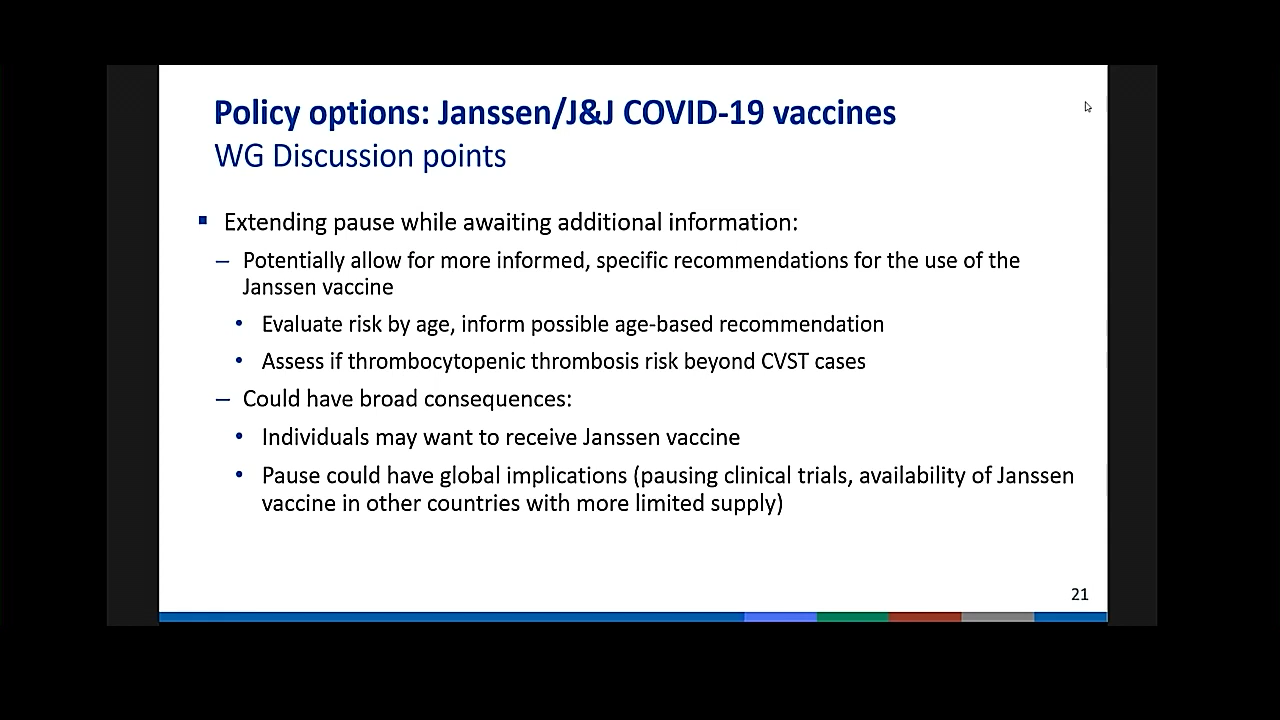 Policy options: Janssen/J&J COVID-19 vaccines
WG Discussion points
▪ Extending pause while awaiting additional information:
– Potentially allow for more informed, specific recommendations for the use of the
Janssen vaccine
• Evaluate risk by age, inform possible age-based recommendation
• Assess if thrombocytopenic thrombosis risk beyond CVST cases
– Could have broad consequences:
• Individuals may want to receive Janssen vaccine
• Pause could have global implications (pausing clinical trials, availability of Janssen
vaccine in other countries with more limited supply)
21